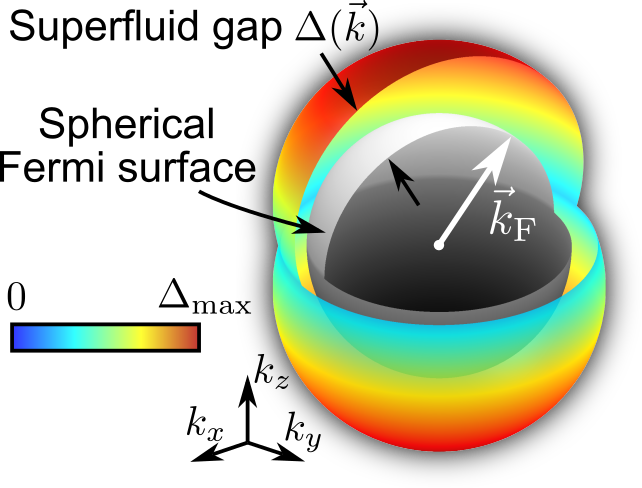 Superfluid gap Δ(k⃗)
Spherical
Fermi surface
k⃗F
0
Δmax
kz
kx
ky